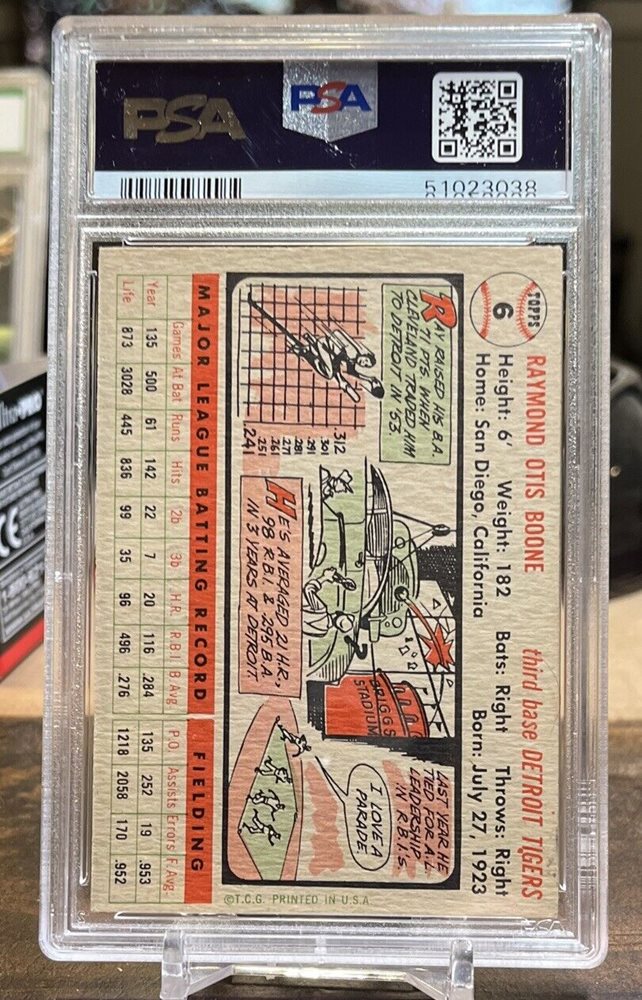 PSA
PSA
51023038
TOPPS
6
RAYMOND OTIS BOONE
third base DETROIT TIGERS
Height: 6' Weight: 182 Bats: Right Throws: Right
Home: San Diego, California Born: July 27, 1923
RAY RAISED HIS B.A.
71 PTS. WHEN
CLEVELAND TRADED HIM
TO DETROIT IN '53.
.312
.301
.291
.281
.271
.261
.251
.241
HE'S AVERAGED 21 H.R.,
98 R.B.I. & .295 B.A.
IN 3 YEARS AT DETROIT.
BRIGGS
STADIUM
LAST YEAR HE
TIED FOR A.L.
LEADERSHIP
IN R.B.I.'S.
I LOVE A
PARADE.
MAJOR LEAGUE BATTING RECORD FIELDING
Games At Bat Runs Hits 2b 3b H.R. R.B.I. B.Avg. P.O. Assists Errors F.Avg.
Year 135 500 61 142 22 7 20 116 .284 135 252 19 .953
Life 873 3028 445 836 99 35 96 496 .276 1218 2058 170 .952
©T.C.G. PRINTED IN U.S.A.
CE